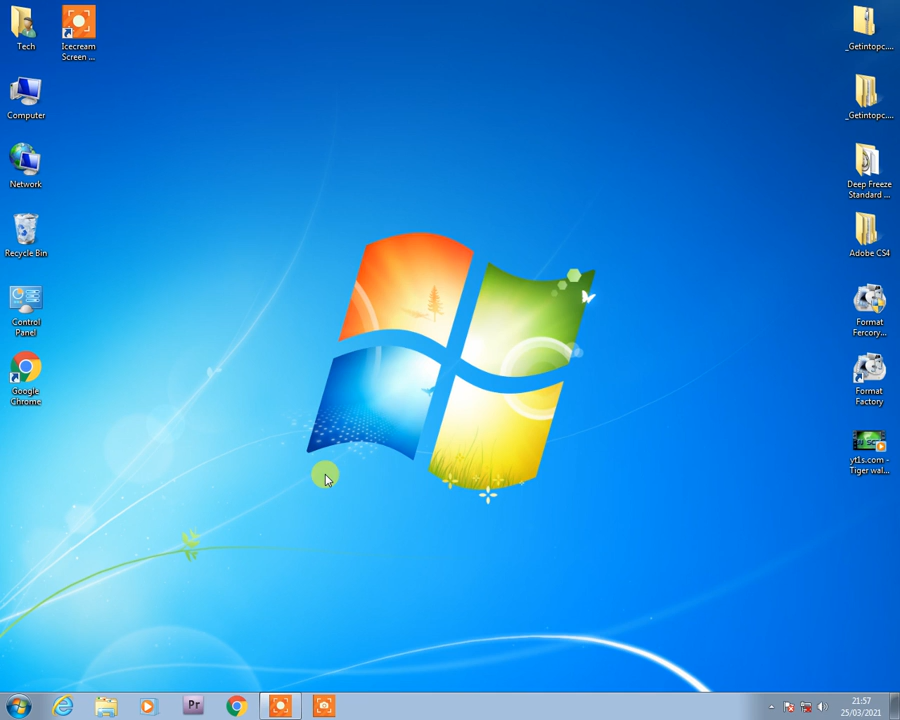 Tech
Icecream
Screen ...
Computer
Network
Recycle Bin
Control
Panel
Google
Chrome
_Getintopc....
_Getintopc....
Deep Freeze
Standard ...
Adobe CS4
Format
Fercory...
Format
Factory
yt1s.com -
Tiger wal...
Pr
21:57
25/03/2021